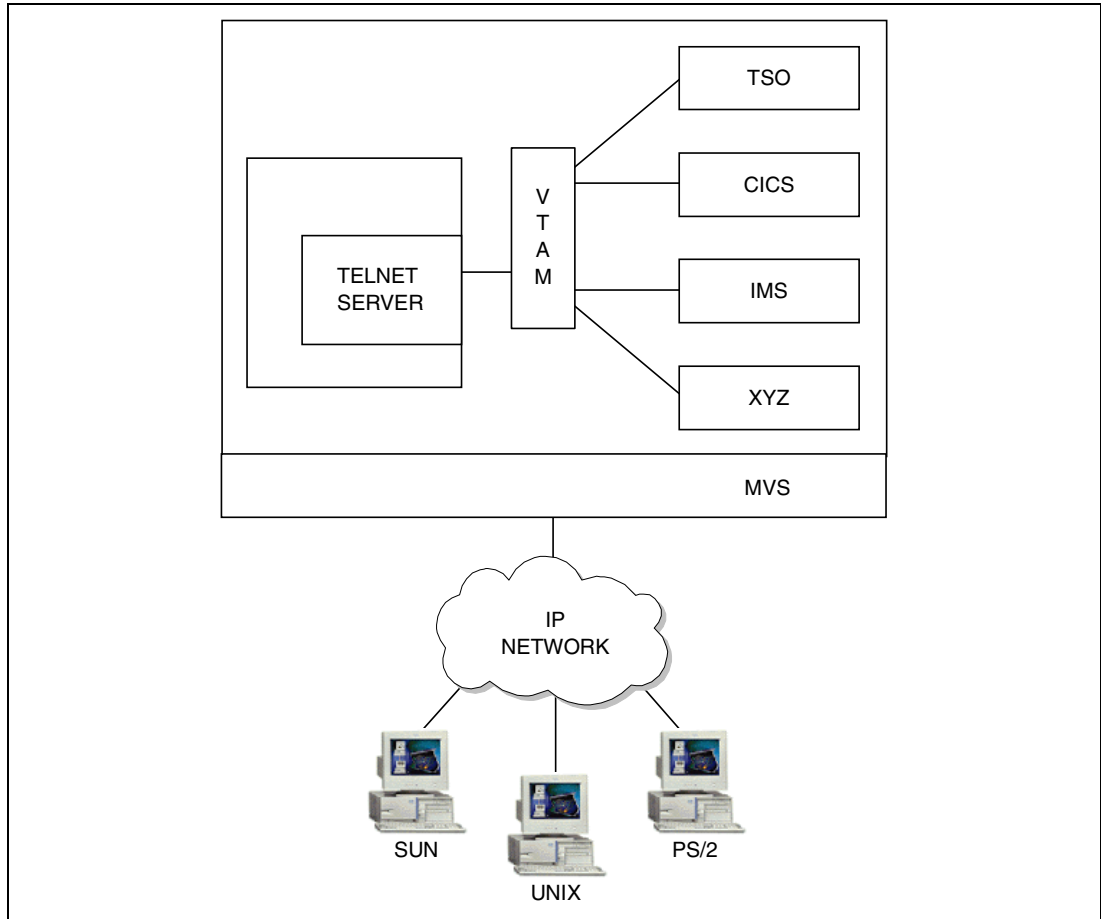 TSO
CICS
V
T
A
M
TELNET
SERVER
IMS
XYZ
MVS
IP
NETWORK
SUN
UNIX
PS/2